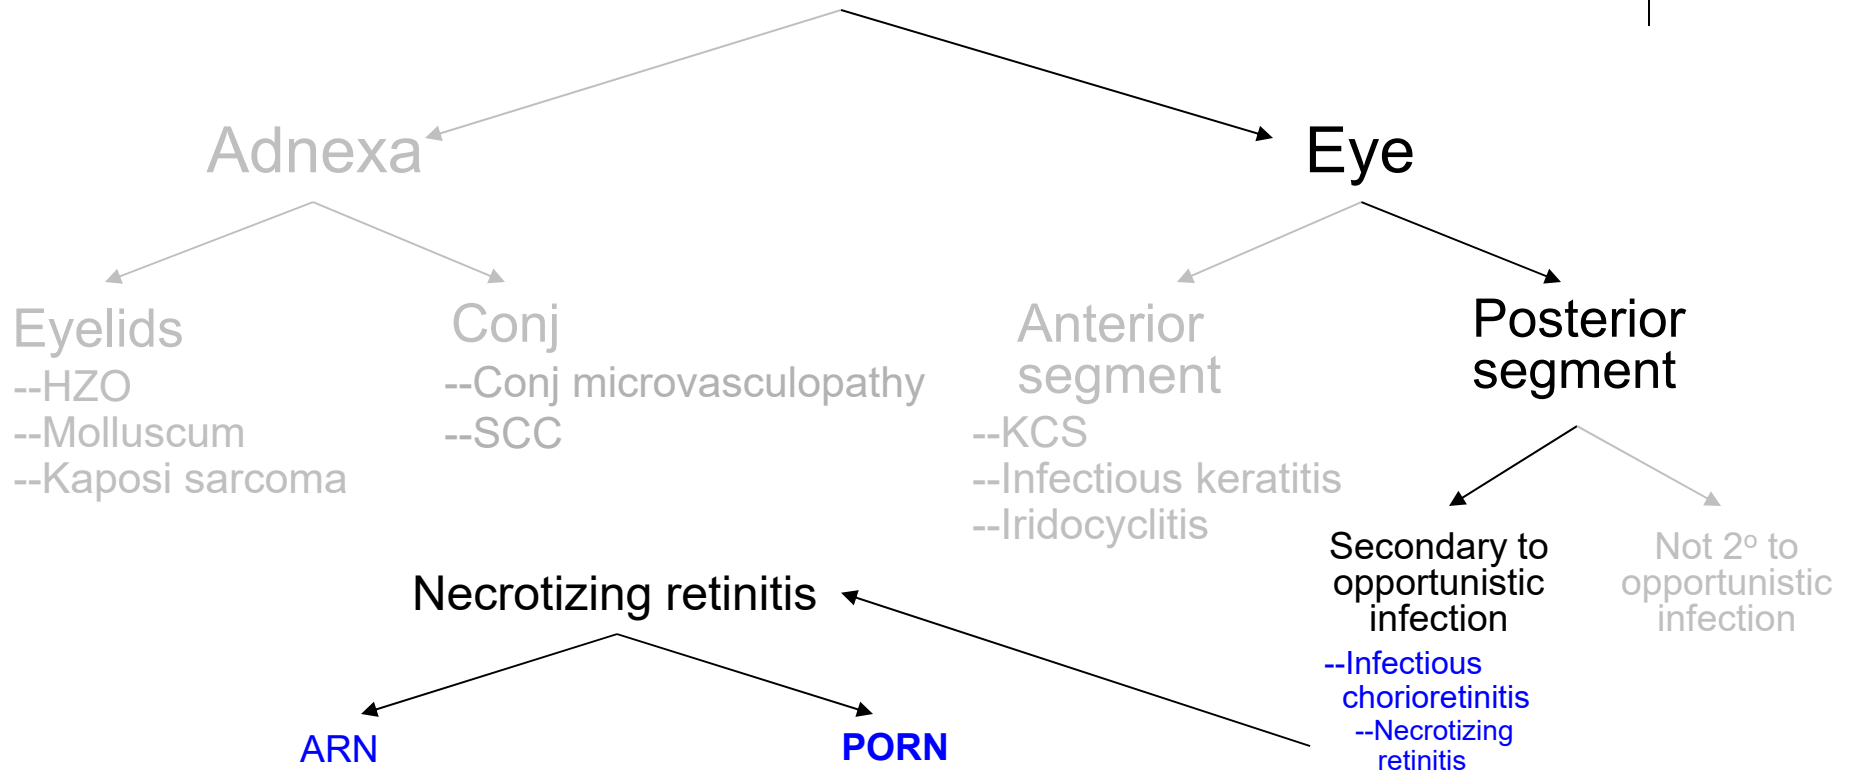 Adnexa
Eye
Eyelids
--HZO
--Molluscum
--Kaposi sarcoma
Conj
--Conj microvasculopathy
--SCC
Anterior
segment
--KCS
--Infectious keratitis
--Iridocyclitis
Posterior
segment
Secondary to
opportunistic
infection
--Infectious
chorioretinitis
--Necrotizing
retinitis
Not 2º to
opportunistic
infection
Necrotizing retinitis
ARN
PORN